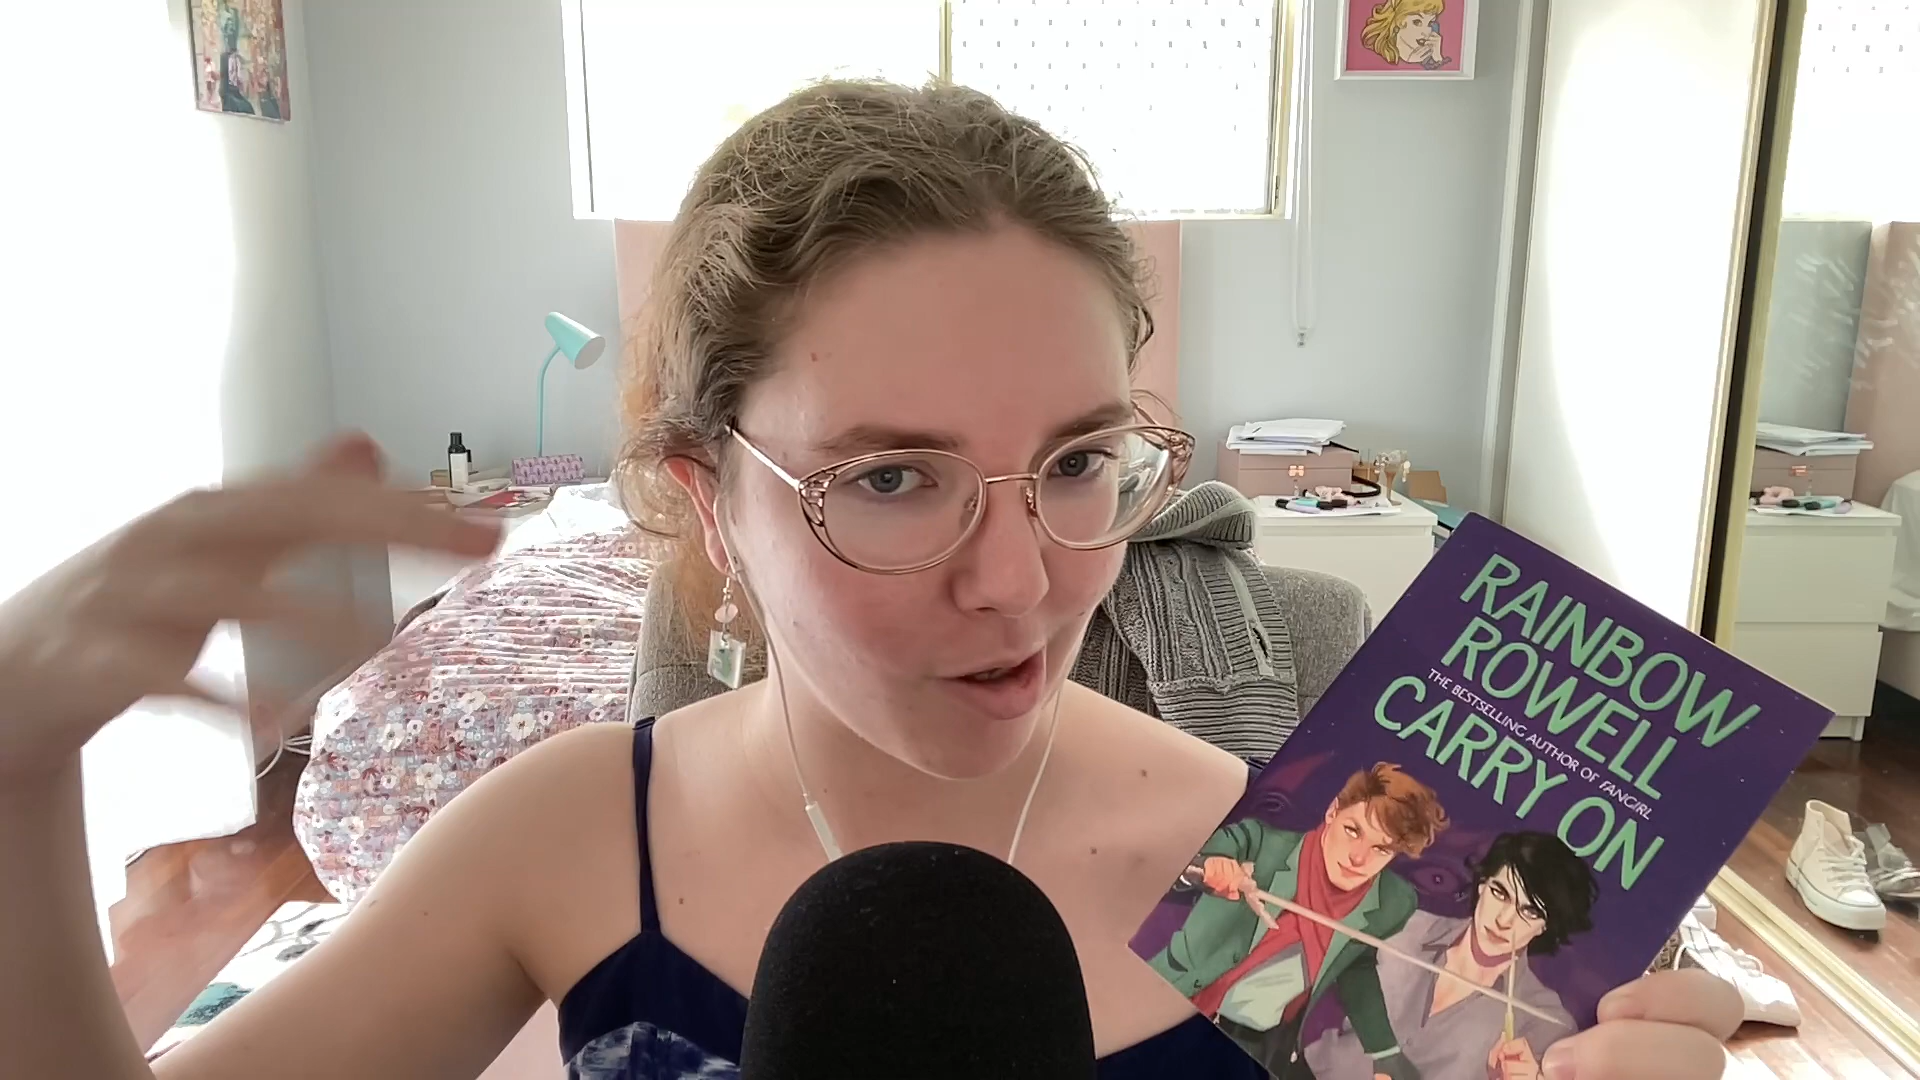 RAINBOW
ROWELL
THE BESTSELLING AUTHOR OF FANGIRL
CARRY ON